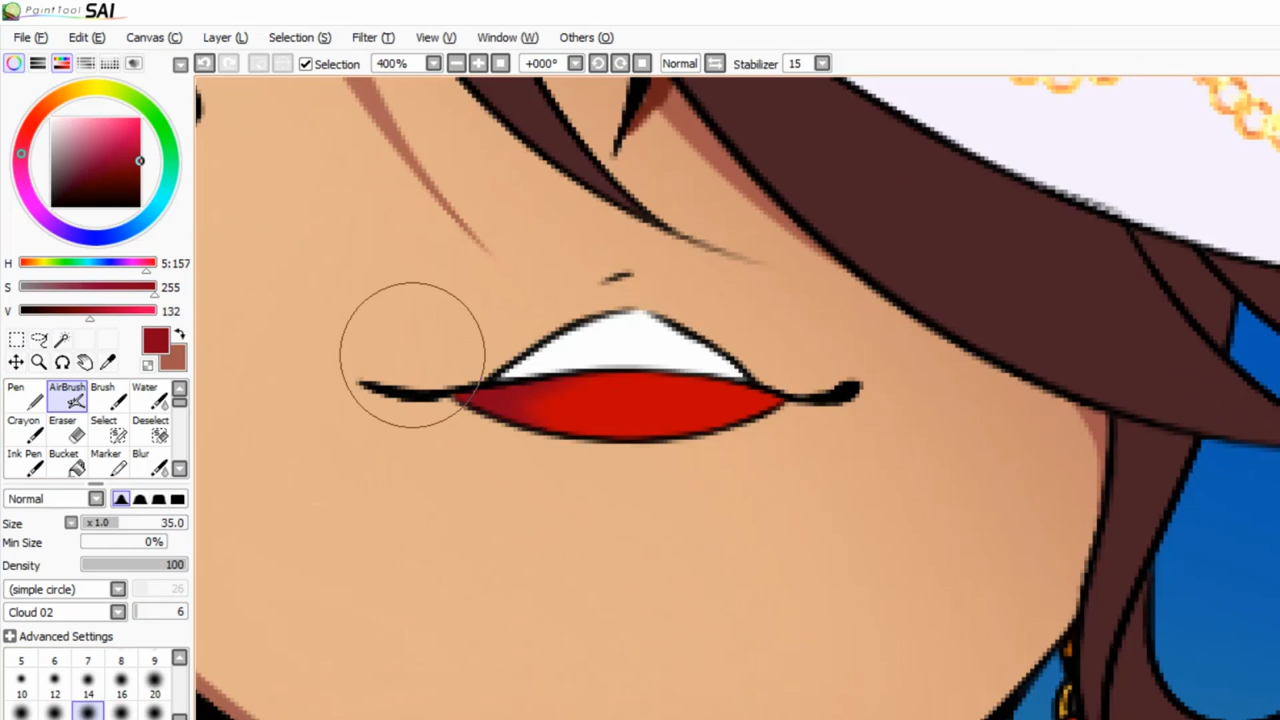 PaintTool SAI
File (F) Edit (E) Canvas (C) Layer (L) Selection (S) Filter (T) View (V) Window (W) Others (O)
Selection 400% +000° Normal Stabilizer 15
H 5:157
S 255
V 132
Pen AirBrush Brush Water
Crayon Eraser Select Deselect
Ink Pen Bucket Marker Blur
Normal
Size x 1.0 35.0
Min Size 0%
Density 100
(simple circle) 26
Cloud 02 6
Advanced Settings
5 6 7 8 9
10 12 14 16 20